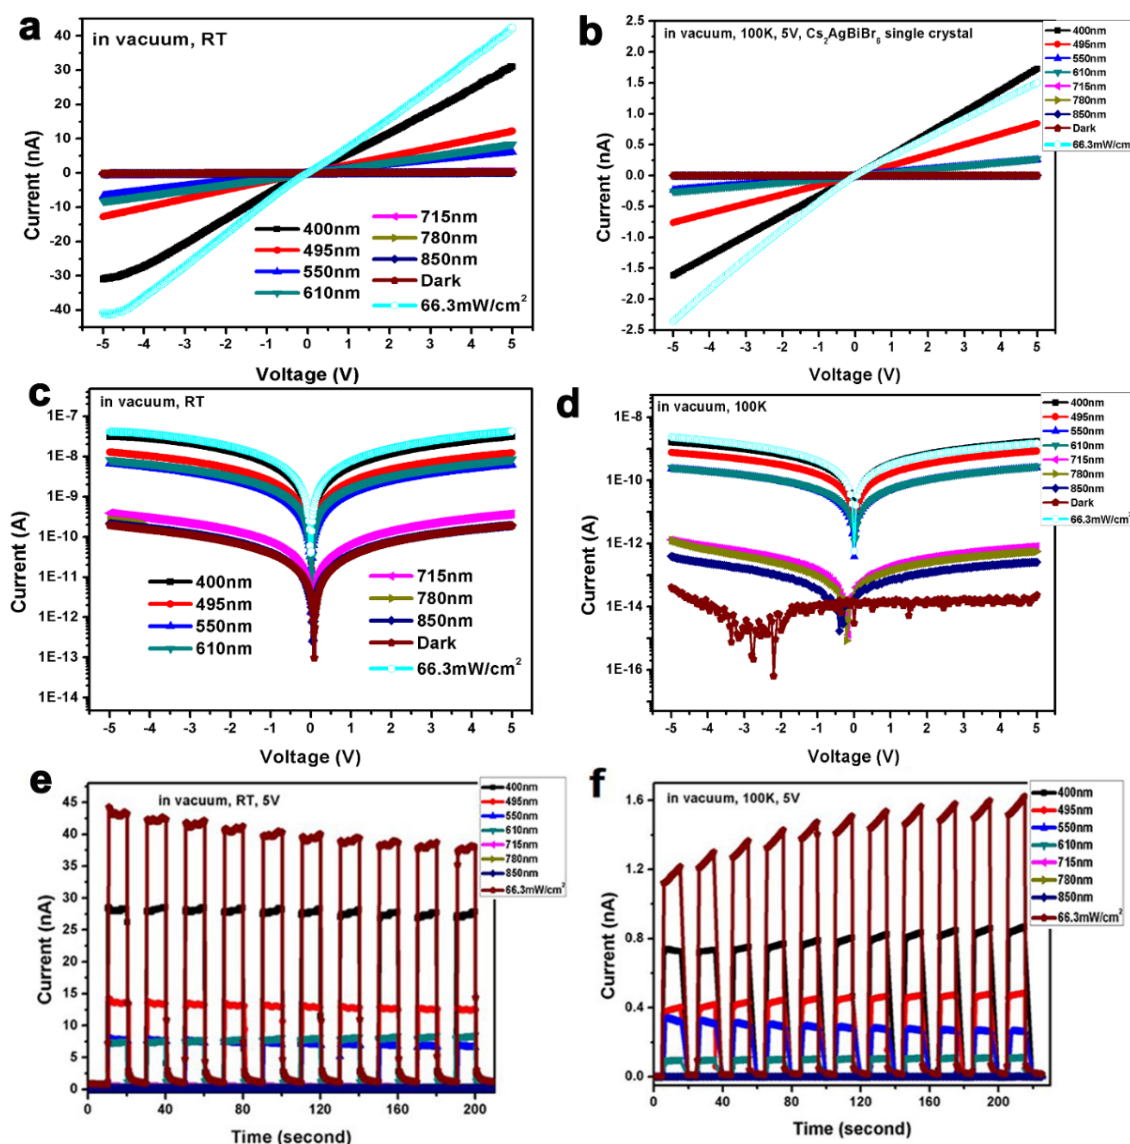 a
in vacuum, RT
Current (nA)
40
30
20
10
0
-10
-20
-30
-40
400nm
495nm
550nm
610nm
715nm
780nm
850nm
Dark
66.3mW/cm²
-5 -4 -3 -2 -1 0 1 2 3 4 5
Voltage (V)
b
in vacuum, 100K, 5V, Cs₂AgBiBr₆ single crystal
Current (nA)
2.5
2.0
1.5
1.0
0.5
0.0
-0.5
-1.0
-1.5
-2.0
-2.5
400nm
495nm
550nm
610nm
715nm
780nm
850nm
Dark
66.3mW/cm²
-5 -4 -3 -2 -1 0 1 2 3 4 5
Voltage (V)
c
in vacuum, RT
Current (A)
1E-7
1E-8
1E-9
1E-10
1E-11
1E-12
1E-13
1E-14
400nm
495nm
550nm
610nm
715nm
780nm
850nm
Dark
66.3mW/cm²
-5 -4 -3 -2 -1 0 1 2 3 4 5
Voltage (V)
d
in vacuum, 100K
Current (A)
1E-8
1E-10
1E-12
1E-14
1E-16
400nm
495nm
550nm
610nm
715nm
780nm
850nm
Dark
66.3mW/cm²
-5 -4 -3 -2 -1 0 1 2 3 4 5
Voltage (V)
e
in vacuum, RT, 5V
Current (nA)
45
40
35
30
25
20
15
10
5
0
400nm
495nm
550nm
610nm
715nm
780nm
850nm
66.3mW/cm²
0 40 80 120 160 200
Time (second)
f
in vacuum, 100K, 5V
Current (nA)
1.6
1.2
0.8
0.4
0.0
400nm
495nm
550nm
610nm
715nm
780nm
850nm
66.3mW/cm²
0 40 80 120 160 200
Time (second)